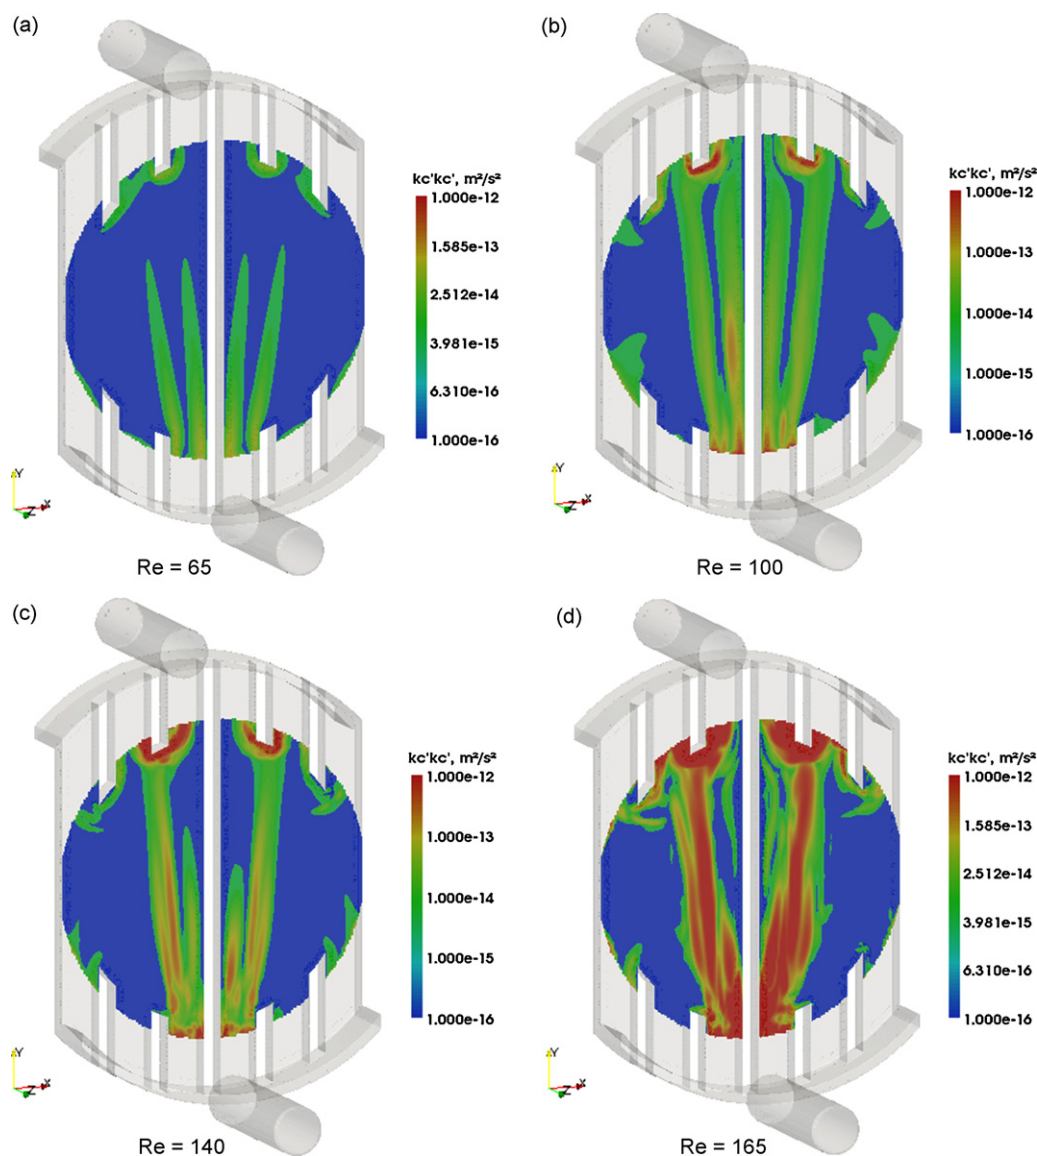 (a)
kc'kc', m²/s²
1.000e-12
1.585e-13
2.512e-14
3.981e-15
6.310e-16
1.000e-16
Y
X
Z
Re = 65
(b)
kc'kc', m²/s²
1.000e-12
1.000e-13
1.000e-14
1.000e-15
1.000e-16
Y
X
Z
Re = 100
(c)
kc'kc', m²/s²
1.000e-12
1.000e-13
1.000e-14
1.000e-15
1.000e-16
Y
X
Z
Re = 140
(d)
kc'kc', m²/s²
1.000e-12
1.585e-13
2.512e-14
3.981e-15
6.310e-16
1.000e-16
Y
X
Z
Re = 165